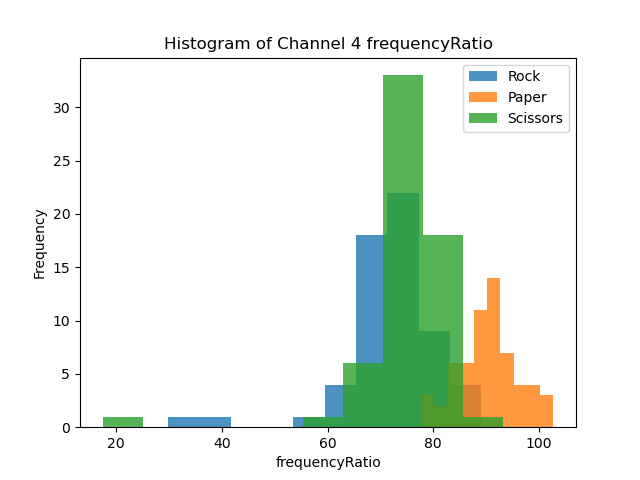 Histogram of Channel 4 frequencyRatio
Rock
Paper
Scissors
Frequency
30
25
20
15
10
5
0
20 40 60 80 100
frequencyRatio